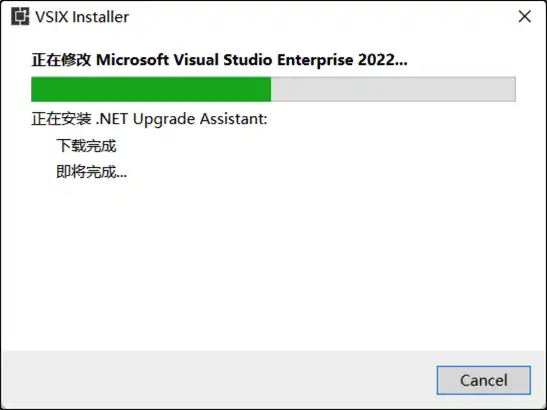 VSIX Installer
正在修改 Microsoft Visual Studio Enterprise 2022...
正在安装 .NET Upgrade Assistant:
下载完成
即将完成...
Cancel